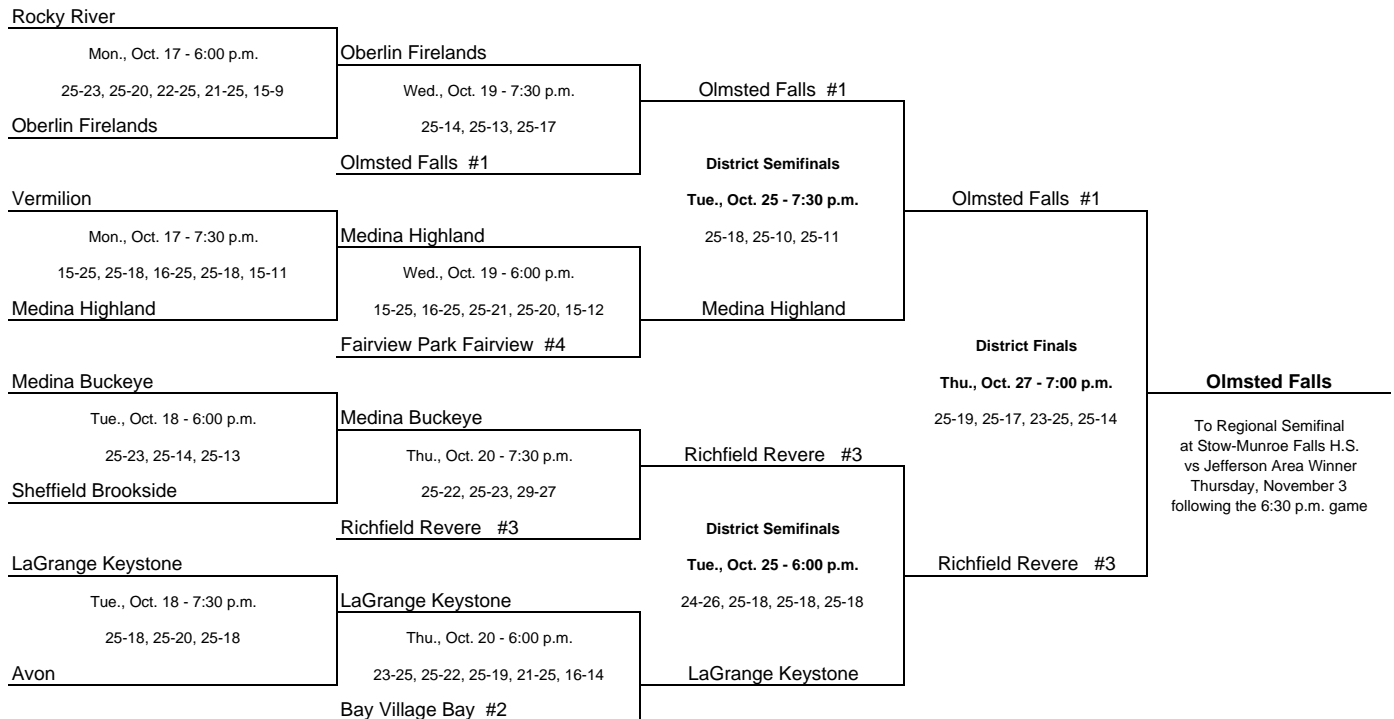 Rocky River
Mon., Oct. 17 - 6:00 p.m.
25-23, 25-20, 22-25, 21-25, 15-9
Oberlin Firelands
Vermilion
Mon., Oct. 17 - 7:30 p.m.
15-25, 25-18, 16-25, 25-18, 15-11
Medina Highland
Medina Buckeye
Tue., Oct. 18 - 6:00 p.m.
25-23, 25-14, 25-13
Sheffield Brookside
LaGrange Keystone
Tue., Oct. 18 - 7:30 p.m.
25-18, 25-20, 25-18
Avon
Oberlin Firelands
Wed., Oct. 19 - 7:30 p.m.
25-14, 25-13, 25-17
Olmsted Falls #1
Medina Highland
Wed., Oct. 19 - 6:00 p.m.
15-25, 16-25, 25-21, 25-20, 15-12
Fairview Park Fairview #4
Medina Buckeye
Thu., Oct. 20 - 7:30 p.m.
25-22, 25-23, 29-27
Richfield Revere #3
LaGrange Keystone
Thu., Oct. 20 - 6:00 p.m.
23-25, 25-22, 25-19, 21-25, 16-14
Bay Village Bay #2
Olmsted Falls #1
District Semifinals
Tue., Oct. 25 - 7:30 p.m.
25-18, 25-10, 25-11
Medina Highland
Richfield Revere #3
District Semifinals
Tue., Oct. 25 - 6:00 p.m.
24-26, 25-18, 25-18, 25-18
LaGrange Keystone
Olmsted Falls #1
District Finals
Thu., Oct. 27 - 7:00 p.m.
25-19, 25-17, 23-25, 25-14
Richfield Revere #3
Olmsted Falls
To Regional Semifinal
at Stow-Munroe Falls H.S.
vs Jefferson Area Winner
Thursday, November 3
following the 6:30 p.m. game